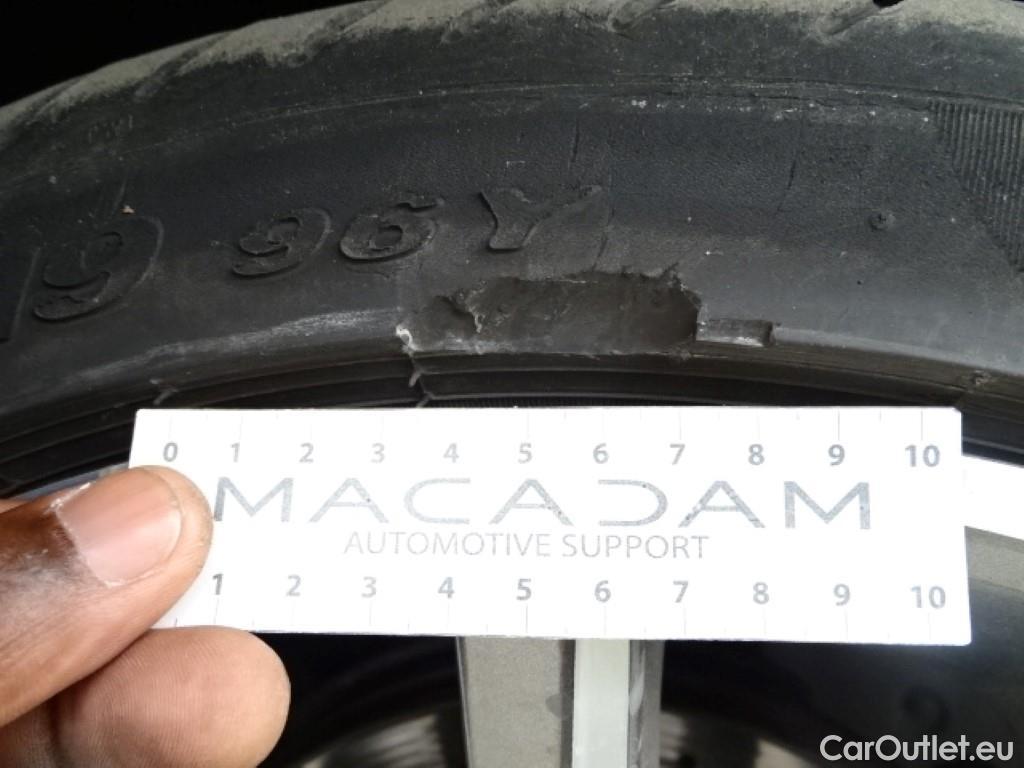 19 96Y
0 1 2 3 4 5 6 7 8 9 10
MACADAM
AUTOMOTIVE SUPPORT
1 2 3 4 5 6 7 8 9 10
CarOutlet.eu